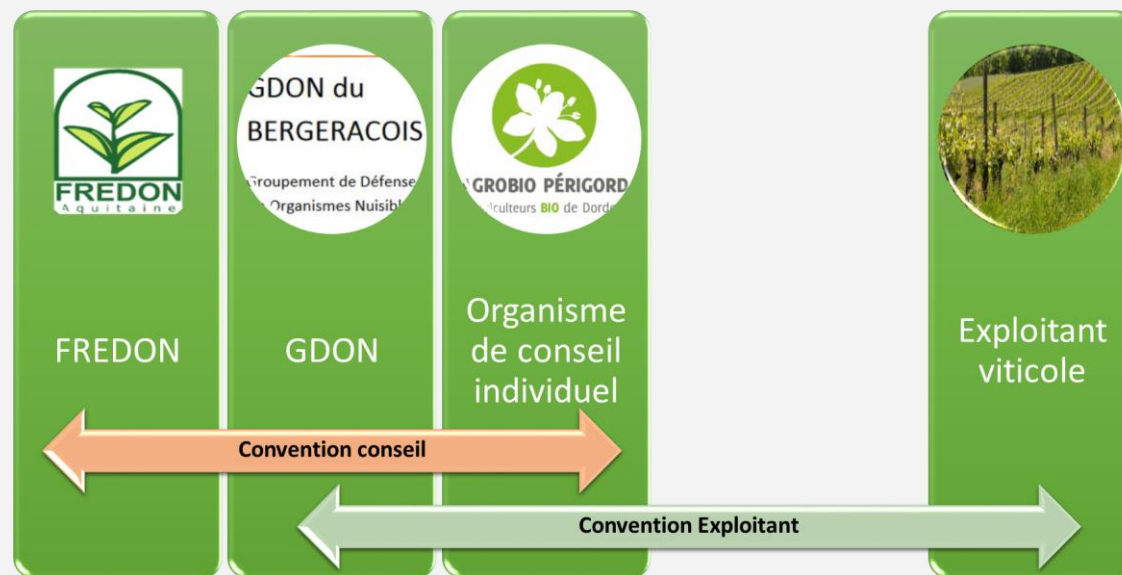 FREDON
Aquitaine
GDON du
BERGERACOIS
Groupement de Défense
Organismes Nuisibl
GROBIO PÉRIGORD
iculteurs BIO de Dord
FREDON
GDON
Organisme
de conseil
individuel
Exploitant
viticole
Convention conseil
Convention Exploitant